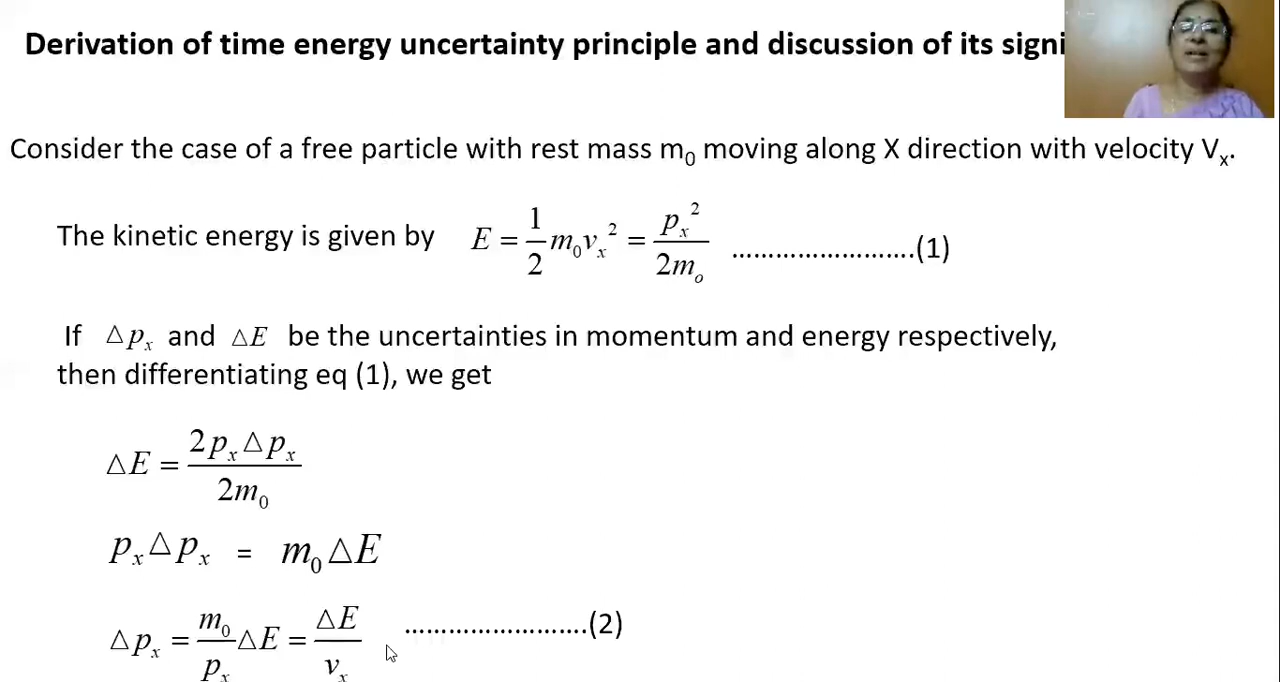 Derivation of time energy uncertainty principle and discussion of its signi
Consider the case of a free particle with rest mass m₀ moving along X direction with velocity Vₓ.
The kinetic energy is given by E = 1/2 m₀vₓ² = pₓ²/2mₒ ............................(1)
If △pₓ and △E be the uncertainties in momentum and energy respectively,
then differentiating eq (1), we get
△E = 2pₓ△pₓ/2m₀
pₓ△pₓ = m₀△E
△pₓ = m₀/pₓ △E = △E/vₓ ............................(2)